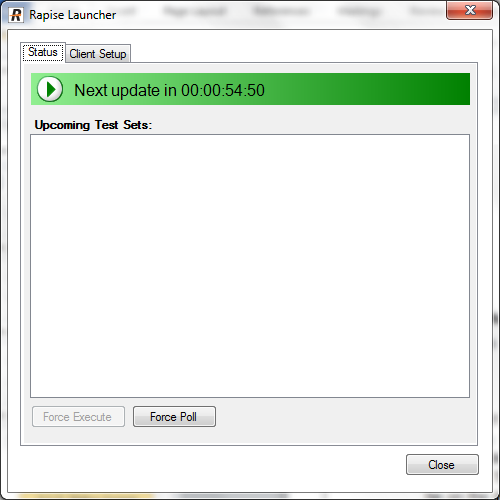 Rapise Launcher
Status
Client Setup
Next update in 00:00:54:50
Upcoming Test Sets:
Force Execute
Force Poll
Close